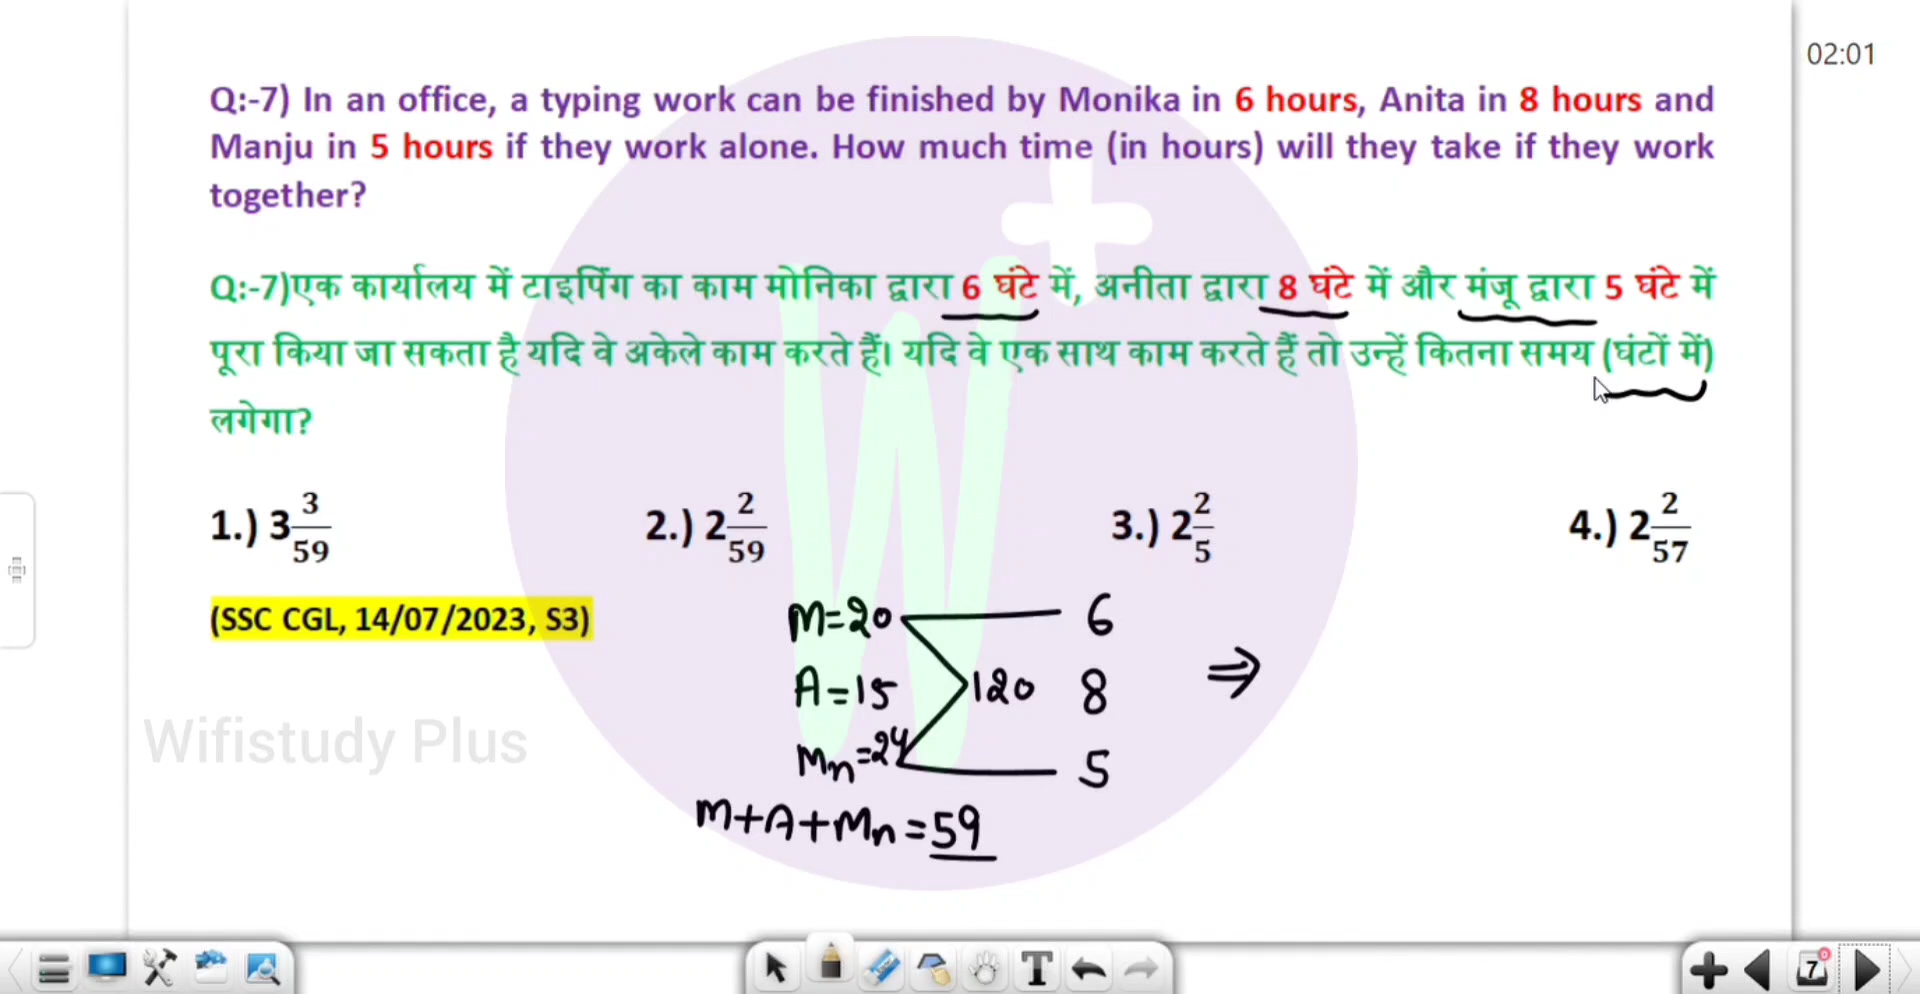 02:01
Q:-7) In an office, a typing work can be finished by Monika in 6 hours, Anita in 8 hours and
Manju in 5 hours if they work alone. How much time (in hours) will they take if they work
together?
Q:-7)एक कार्यालय में टाइपिंग का काम मोनिका द्वारा 6 घंटे में, अनीता द्वारा 8 घंटे में और मंजू द्वारा 5 घंटे में
पूरा किया जा सकता है यदि वे अकेले काम करते हैं। यदि वे एक साथ काम करते हैं तो उन्हें कितना समय (घंटों में)
लगेगा?
1.) 3 3/59 2.) 2 2/59 3.) 2 2/5 4.) 2 2/57
(SSC CGL, 14/07/2023, S3)
M=20 6
A=15 120 8 ⇒
Mn=24 5
M+A+Mn=59
Wifistudy Plus
T
7